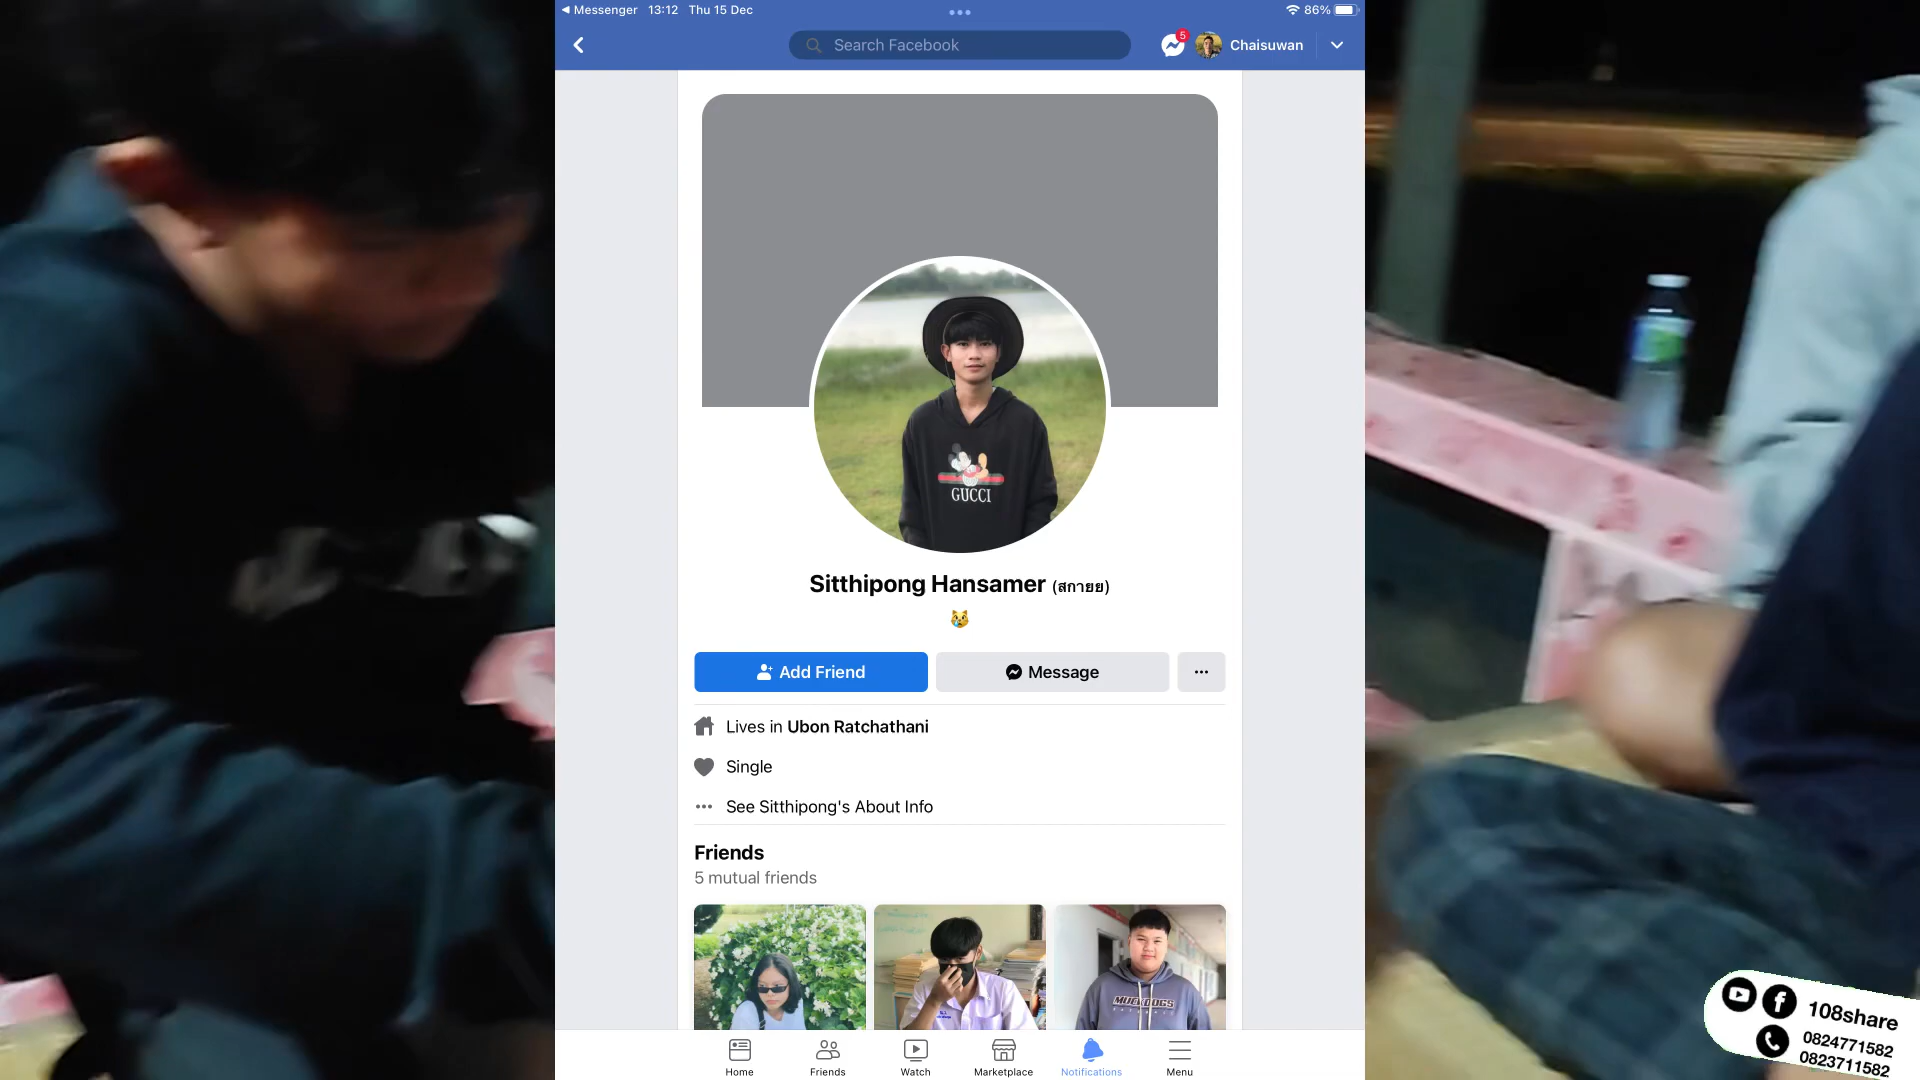 Messenger 13:12 Thu 15 Dec
86%
Search Facebook
5
Chaisuwan
GUCCI
Sitthipong Hansamer (สกายย)
Add Friend
Message
Lives in Ubon Ratchathani
Single
See Sitthipong's About Info
Friends
5 mutual friends
MUCKDOGS
Home
Friends
Watch
Marketplace
Notifications
Menu
108share
0824771582
0823711582